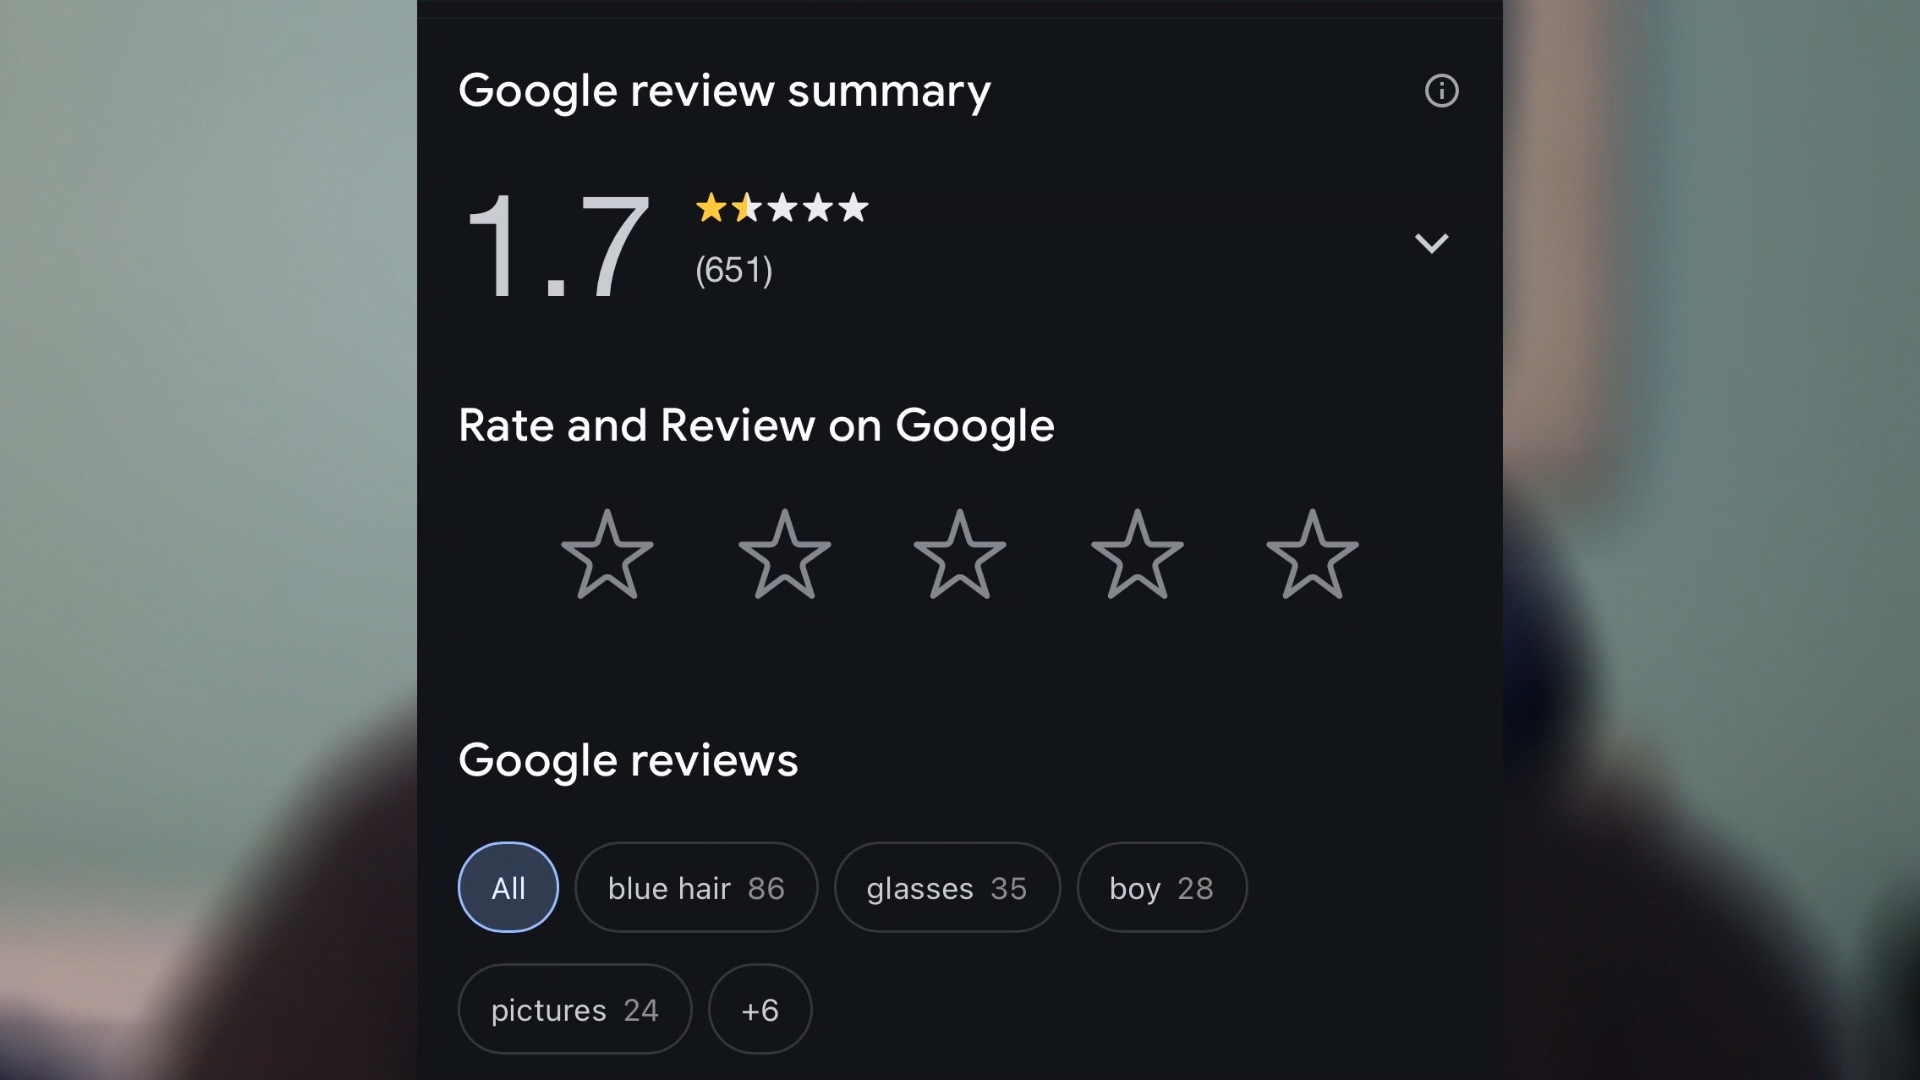 Google review summary
1.7
(651)
Rate and Review on Google
Google reviews
All blue hair 86 glasses 35 boy 28
pictures 24 +6